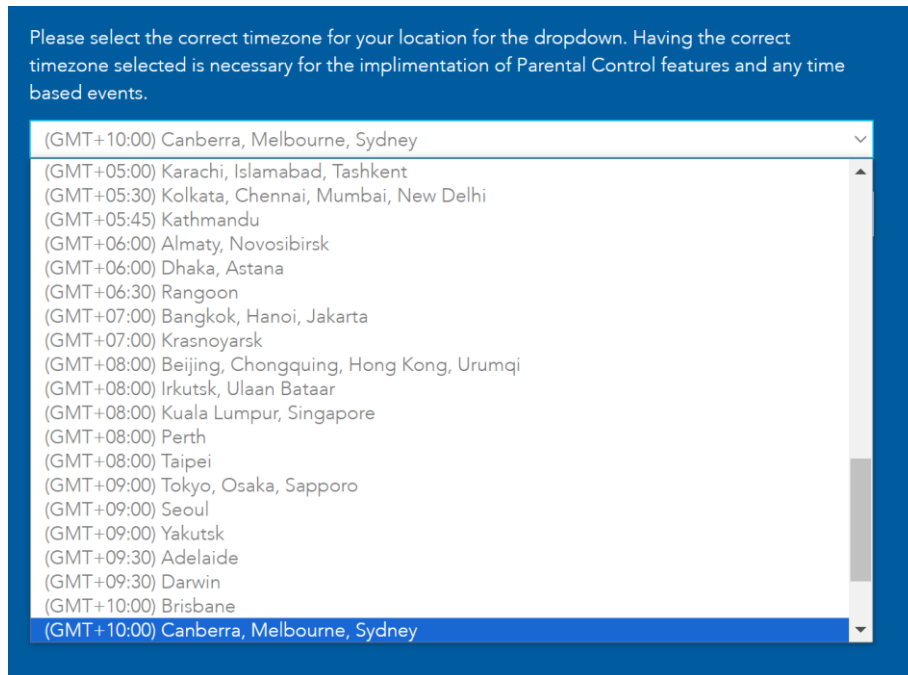 Please select the correct timezone for your location for the dropdown. Having the correct
timezone selected is necessary for the implimentation of Parental Control features and any time
based events.
(GMT+10:00) Canberra, Melbourne, Sydney
(GMT+05:00) Karachi, Islamabad, Tashkent
(GMT+05:30) Kolkata, Chennai, Mumbai, New Delhi
(GMT+05:45) Kathmandu
(GMT+06:00) Almaty, Novosibirsk
(GMT+06:00) Dhaka, Astana
(GMT+06:30) Rangoon
(GMT+07:00) Bangkok, Hanoi, Jakarta
(GMT+07:00) Krasnoyarsk
(GMT+08:00) Beijing, Chongquing, Hong Kong, Urumqi
(GMT+08:00) Irkutsk, Ulaan Bataar
(GMT+08:00) Kuala Lumpur, Singapore
(GMT+08:00) Perth
(GMT+08:00) Taipei
(GMT+09:00) Tokyo, Osaka, Sapporo
(GMT+09:00) Seoul
(GMT+09:00) Yakutsk
(GMT+09:30) Adelaide
(GMT+09:30) Darwin
(GMT+10:00) Brisbane
(GMT+10:00) Canberra, Melbourne, Sydney